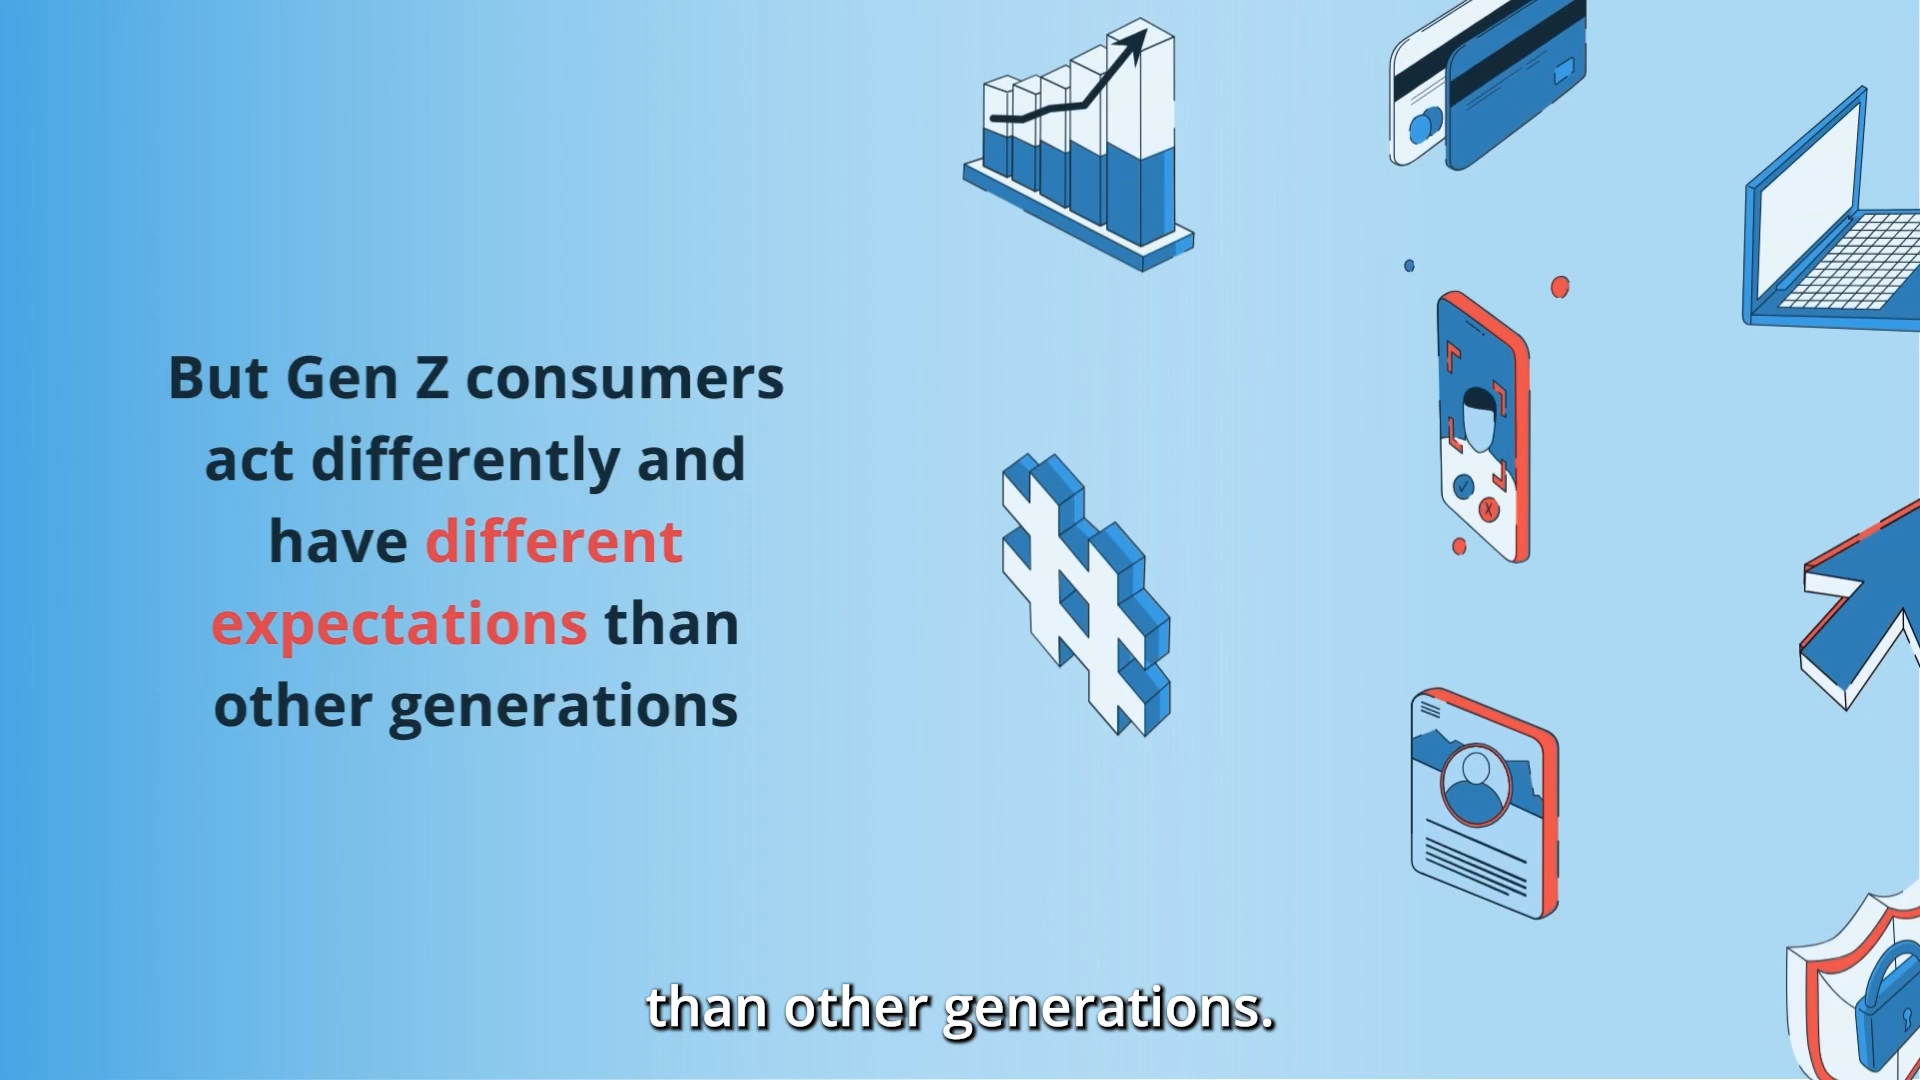 But Gen Z consumers
act differently and
have different
expectations than
other generations
than other generations.